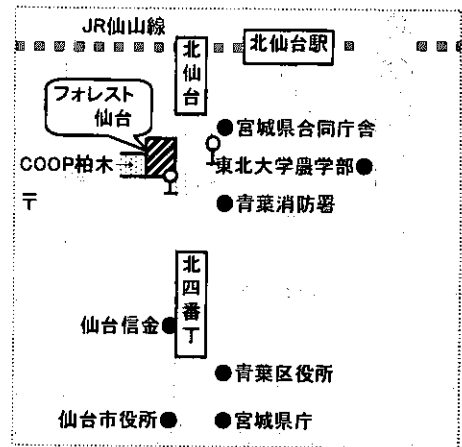 JR仙山線
北仙台駅
北仙台
フォレスト
仙台
●宮城県合同庁舎
COOP柏木
東北大学農学部●
〒
●青葉消防署
北四番丁
仙台信金●
●青葉区役所
仙台市役所●
●宮城県庁